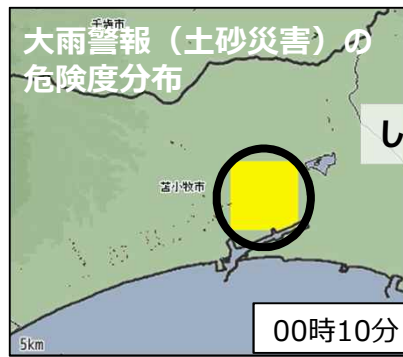 千歳市
大雨警報（土砂災害）の
危険度分布
し
苫小牧市
5km
00時10分